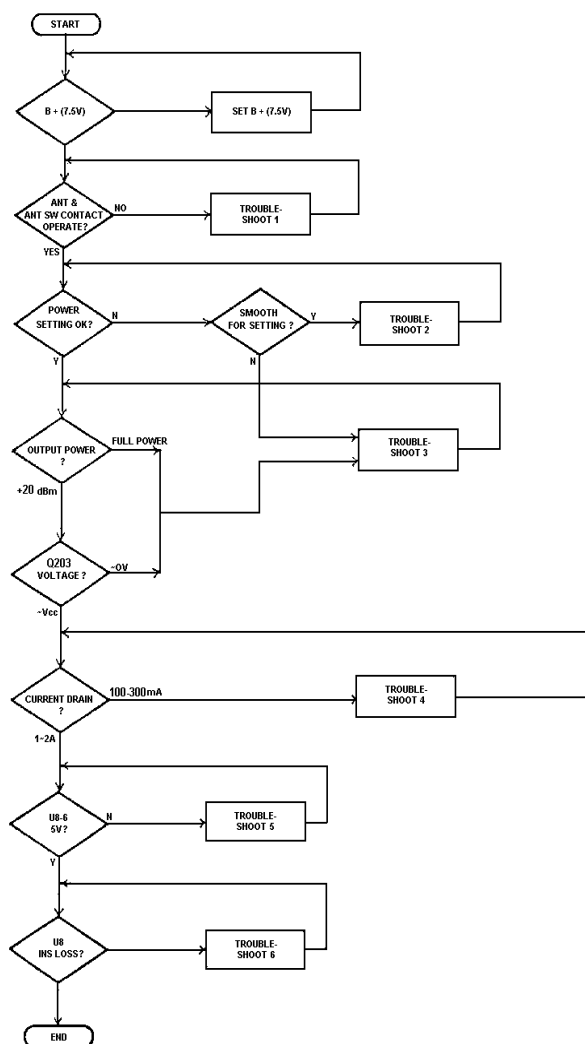 START
B + (7.5V)
SET B + (7.5V)
ANT &
ANT SW CONTACT
OPERATE?
NO
TROUBLE-
SHOOT 1
YES
POWER
SETTING OK?
N
SMOOTH
FOR SETTING ?
Y
TROUBLE-
SHOOT 2
Y
N
OUTPUT POWER
?
FULL POWER
TROUBLE-
SHOOT 3
+20 dBm
Q203
VOLTAGE ?
~0V
~Vcc
CURRENT DRAIN
?
100-300mA
TROUBLE-
SHOOT 4
1~2A
U8-6
5V?
N
TROUBLE-
SHOOT 5
Y
U8
INS LOSS?
TROUBLE-
SHOOT 6
END